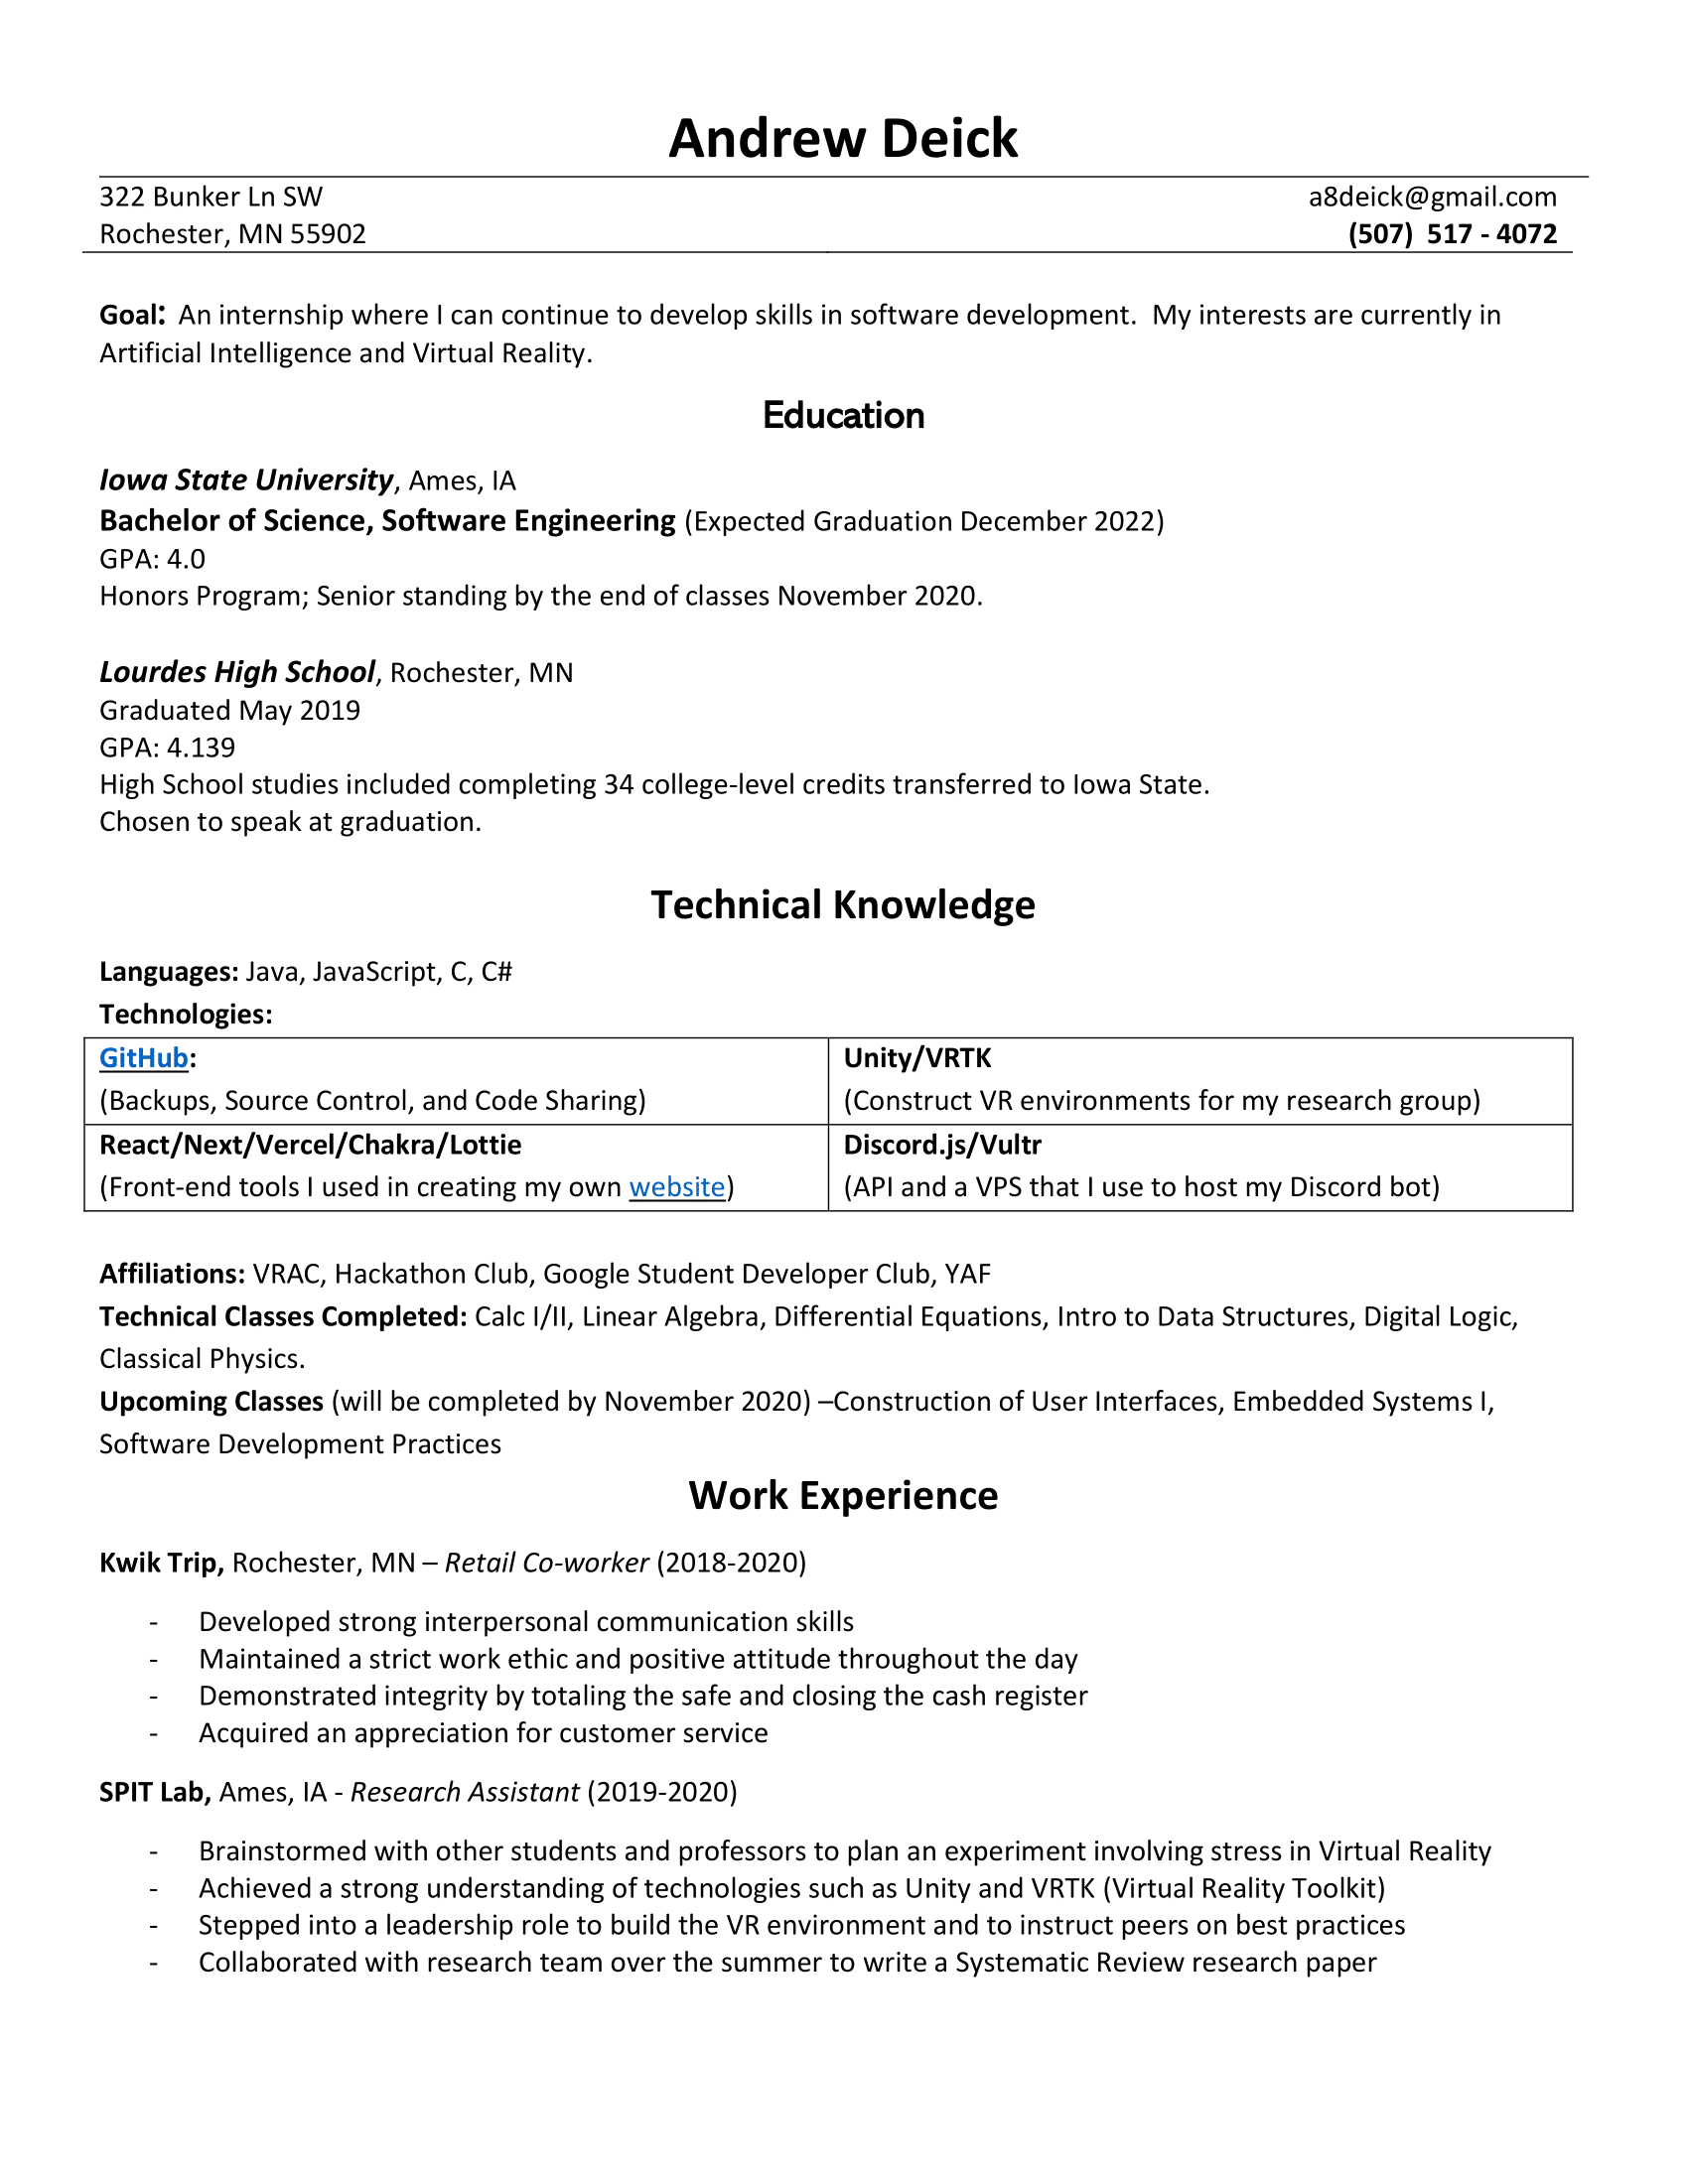 Andrew Deick
322 Bunker Ln SW
a8deick@gmail.com
Rochester, MN 55902
(507) 517 - 4072
Goal: An internship where I can continue to develop skills in software development. My interests are currently in
Artificial Intelligence and Virtual Reality.
Education
Iowa State University, Ames, IA
Bachelor of Science, Software Engineering (Expected Graduation December 2022)
GPA: 4.0
Honors Program; Senior standing by the end of classes November 2020.
Lourdes High School, Rochester, MN
Graduated May 2019
GPA: 4.139
High School studies included completing 34 college-level credits transferred to Iowa State.
Chosen to speak at graduation.
Technical Knowledge
Languages: Java, JavaScript, C, C#
Technologies:
GitHub:
(Backups, Source Control, and Code Sharing)
Unity/VRTK
(Construct VR environments for my research group)
React/Next/Vercel/Chakra/Lottie
(Front-end tools I used in creating my own website)
Discord.js/Vultr
(API and a VPS that I use to host my Discord bot)
Affiliations: VRAC, Hackathon Club, Google Student Developer Club, YAF
Technical Classes Completed: Calc I/II, Linear Algebra, Differential Equations, Intro to Data Structures, Digital Logic,
Classical Physics.
Upcoming Classes (will be completed by November 2020) –Construction of User Interfaces, Embedded Systems I,
Software Development Practices
Work Experience
Kwik Trip, Rochester, MN – Retail Co-worker (2018-2020)
- Developed strong interpersonal communication skills
- Maintained a strict work ethic and positive attitude throughout the day
- Demonstrated integrity by totaling the safe and closing the cash register
- Acquired an appreciation for customer service
SPIT Lab, Ames, IA - Research Assistant (2019-2020)
- Brainstormed with other students and professors to plan an experiment involving stress in Virtual Reality
- Achieved a strong understanding of technologies such as Unity and VRTK (Virtual Reality Toolkit)
- Stepped into a leadership role to build the VR environment and to instruct peers on best practices
- Collaborated with research team over the summer to write a Systematic Review research paper